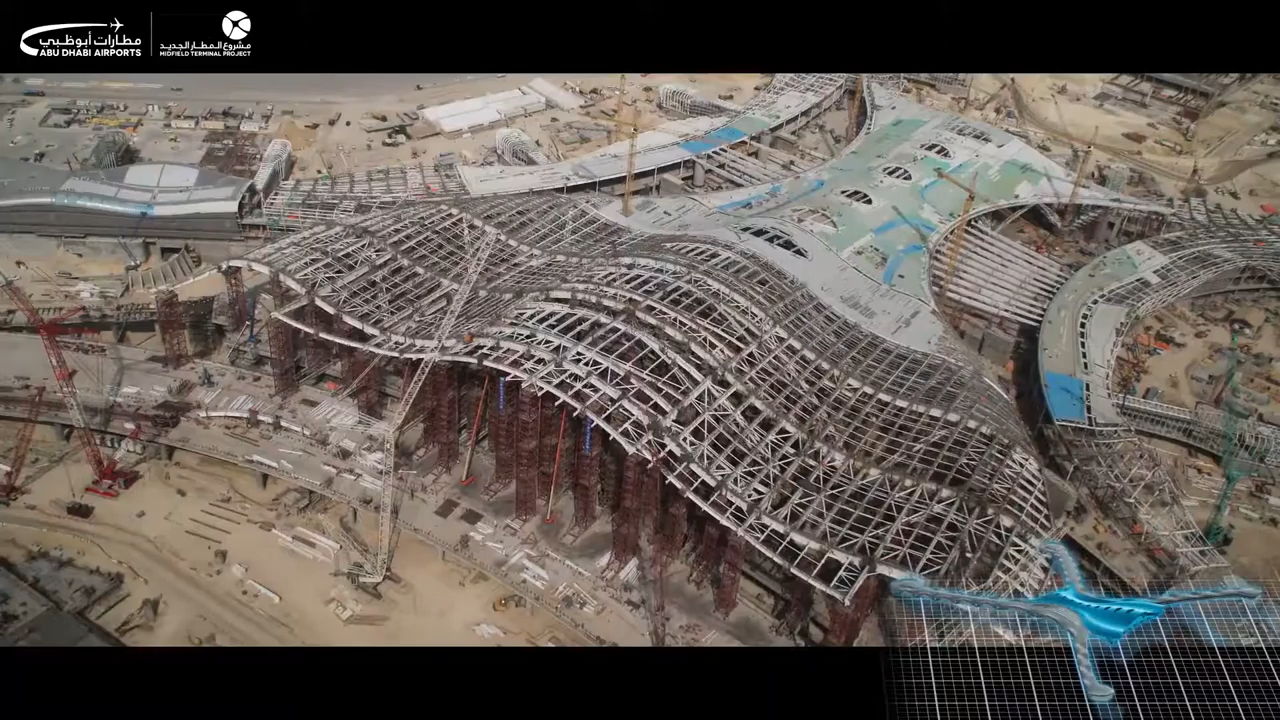 مطارات أبوظبي
ABU DHABI AIRPORTS
مشروع المطار الجديد
MIDFIELD TERMINAL PROJECT